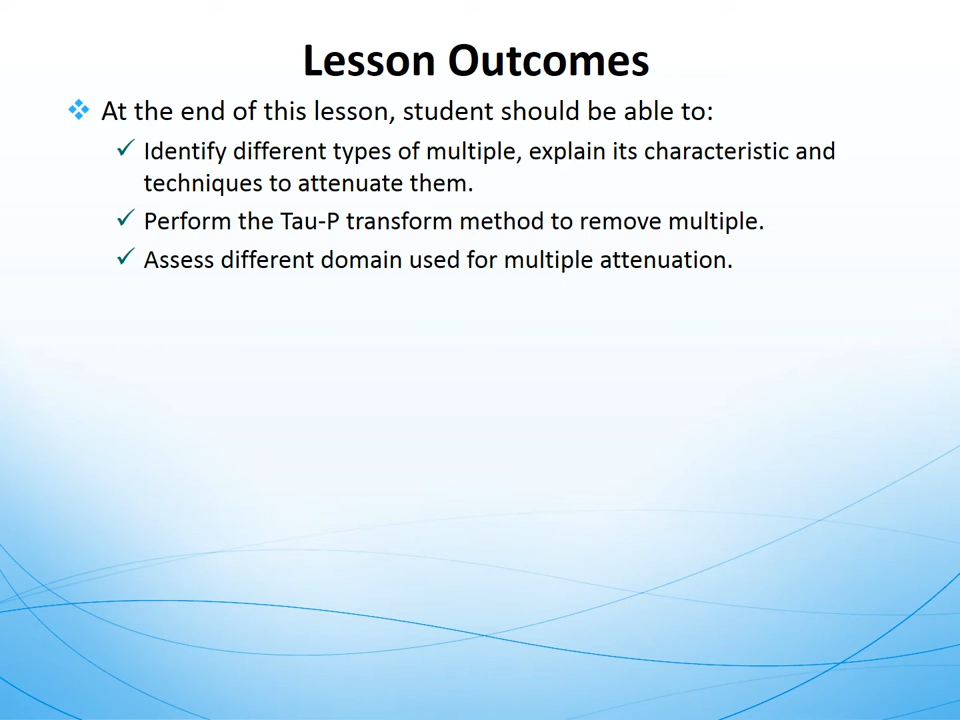 Lesson Outcomes
At the end of this lesson, student should be able to:
Identify different types of multiple, explain its characteristic and
techniques to attenuate them.
Perform the Tau-P transform method to remove multiple.
Assess different domain used for multiple attenuation.